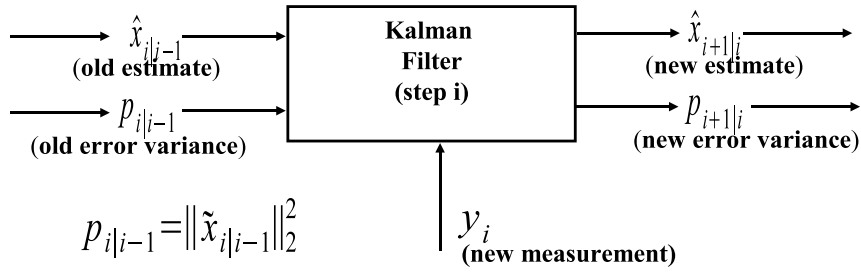 x̂_{i|i−1}
(old estimate)
p_{i|i−1}
(old error variance)
Kalman
Filter
(step i)
x̂_{i+1|i}
(new estimate)
p_{i+1|i}
(new error variance)
p_{i|i−1}=‖x̃_{i|i−1}‖_2^2
y_i
(new measurement)